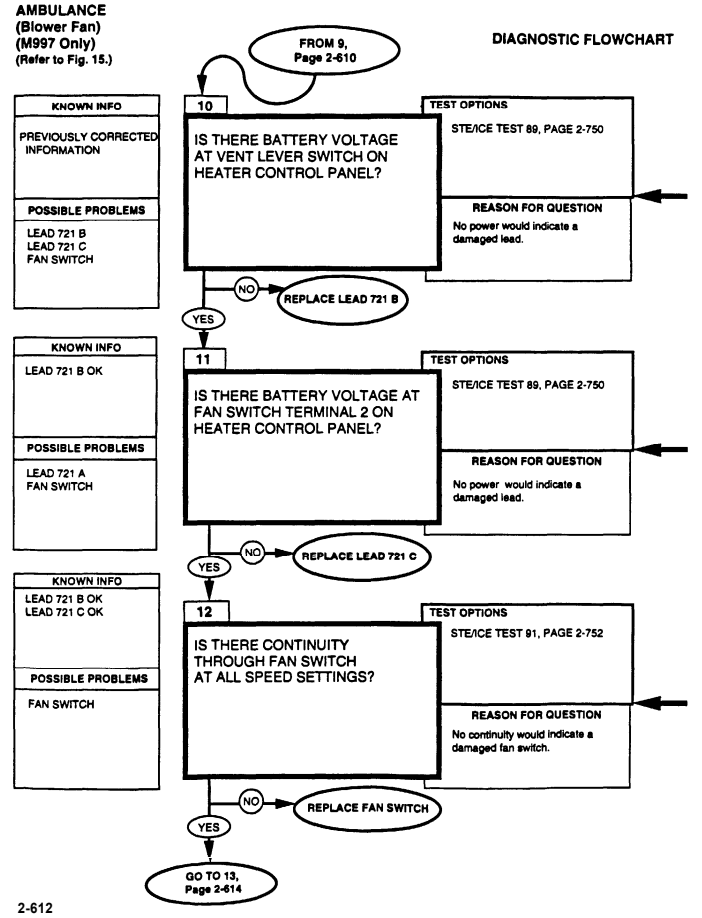 AMBULANCE
(Blower Fan)
(M997 Only)
(Refer to Fig. 15.)
DIAGNOSTIC FLOWCHART
FROM 9,
Page 2-610
KNOWN INFO
PREVIOUSLY CORRECTED
INFORMATION
POSSIBLE PROBLEMS
LEAD 721 B
LEAD 721 C
FAN SWITCH
10
IS THERE BATTERY VOLTAGE
AT VENT LEVER SWITCH ON
HEATER CONTROL PANEL?
TEST OPTIONS
STE/ICE TEST 89, PAGE 2-750
REASON FOR QUESTION
No power would indicate a
damaged lead.
NO
REPLACE LEAD 721 B
YES
KNOWN INFO
LEAD 721 B OK
POSSIBLE PROBLEMS
LEAD 721 A
FAN SWITCH
11
IS THERE BATTERY VOLTAGE AT
FAN SWITCH TERMINAL 2 ON
HEATER CONTROL PANEL?
TEST OPTIONS
STE/ICE TEST 89, PAGE 2-750
REASON FOR QUESTION
No power would indicate a
damaged lead.
NO
REPLACE LEAD 721 C
YES
KNOWN INFO
LEAD 721 B OK
LEAD 721 C OK
POSSIBLE PROBLEMS
FAN SWITCH
12
IS THERE CONTINUITY
THROUGH FAN SWITCH
AT ALL SPEED SETTINGS?
TEST OPTIONS
STE/ICE TEST 91, PAGE 2-752
REASON FOR QUESTION
No continuity would indicate a
damaged fan switch.
NO
REPLACE FAN SWITCH
YES
GO TO 13,
Page 2-614
2-612